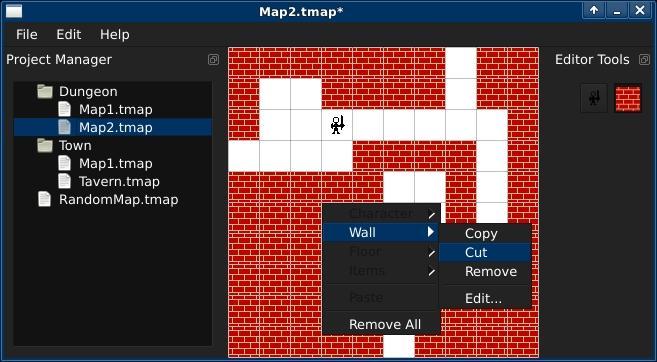 Map2.tmap*
File Edit Help
Project Manager
Editor Tools
Dungeon
Map1.tmap
Map2.tmap
Town
Map1.tmap
Tavern.tmap
RandomMap.tmap
Character
Wall
Floor
Items
Paste
Remove All
Copy
Cut
Remove
Edit...